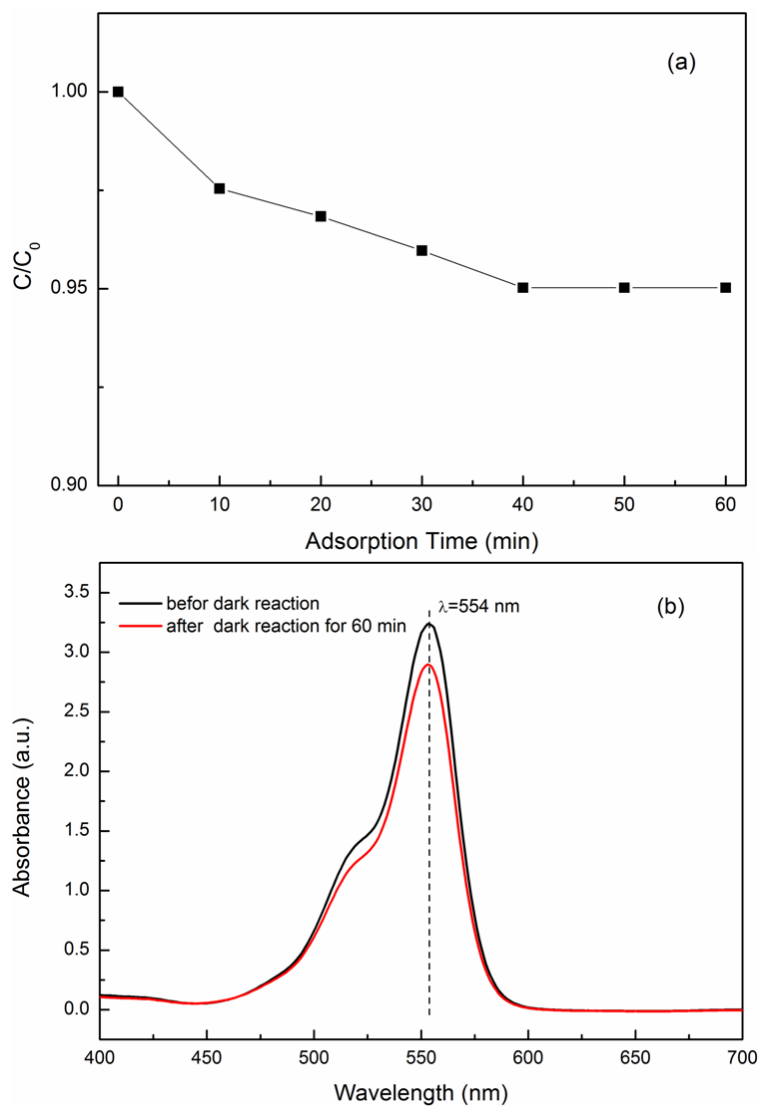 (a)
1.00
0.95
0.90
C/C0
0 10 20 30 40 50 60
Adsorption Time (min)
(b)
befor dark reaction
after dark reaction for 60 min
λ=554 nm
3.5
3.0
2.5
2.0
1.5
1.0
0.5
0.0
Absorbance (a.u.)
400 450 500 550 600 650 700
Wavelength (nm)